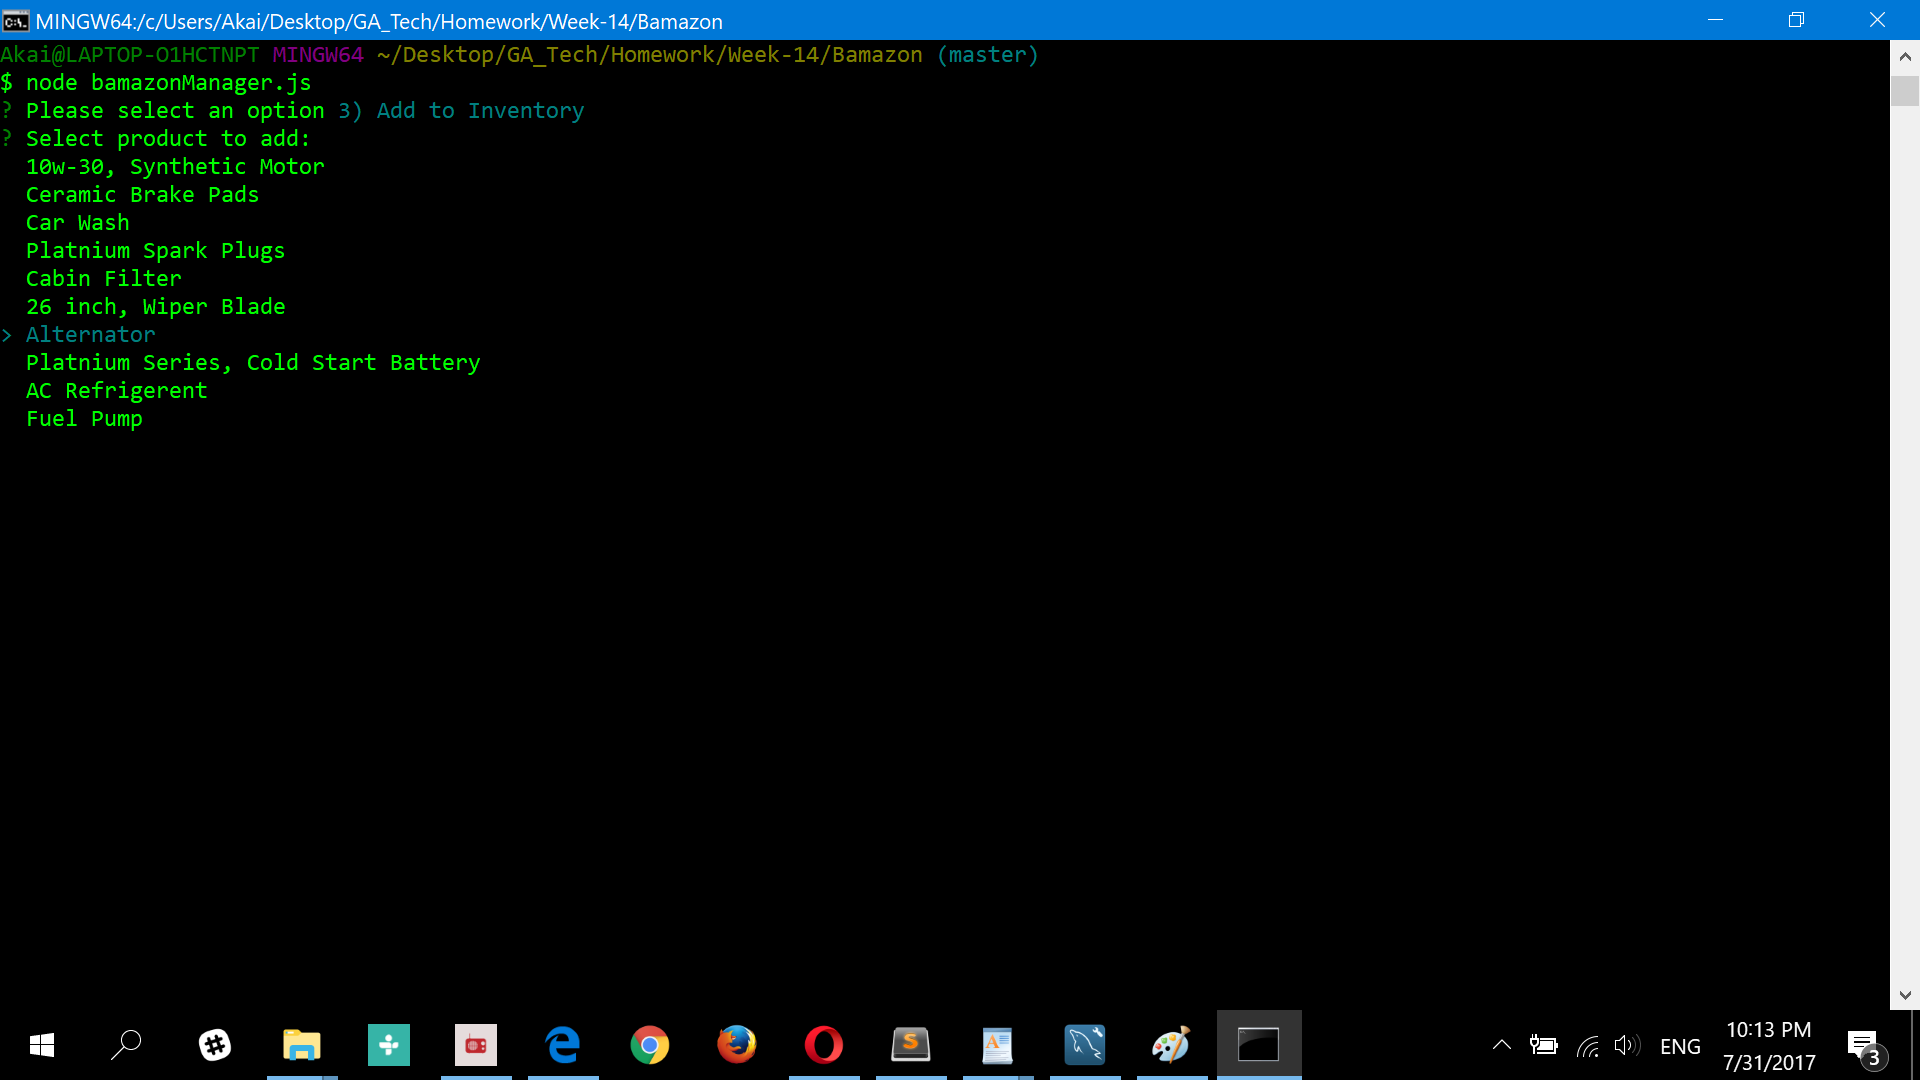 MINGW64:/c/Users/Akai/Desktop/GA_Tech/Homework/Week-14/Bamazon
Akai@LAPTOP-O1HCTNPT MINGW64 ~/Desktop/GA_Tech/Homework/Week-14/Bamazon (master)
$ node bamazonManager.js
? Please select an option 3) Add to Inventory
? Select product to add:
10w-30, Synthetic Motor
Ceramic Brake Pads
Car Wash
Platnium Spark Plugs
Cabin Filter
26 inch, Wiper Blade
> Alternator
Platnium Series, Cold Start Battery
AC Refrigerent
Fuel Pump
ENG
10:13 PM
7/31/2017
3